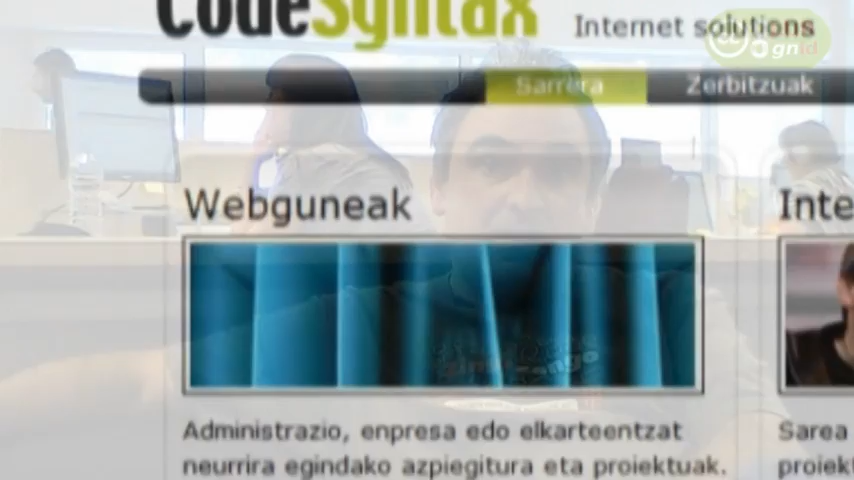 CodeSyntax
Internet solutions
Sarrera
Zerbitzuak
Webguneak
Administrazio, enpresa edo elkarteentzat
neurrira egindako azpiegitura eta proiektuak.
Inte
Sarea
proiekt